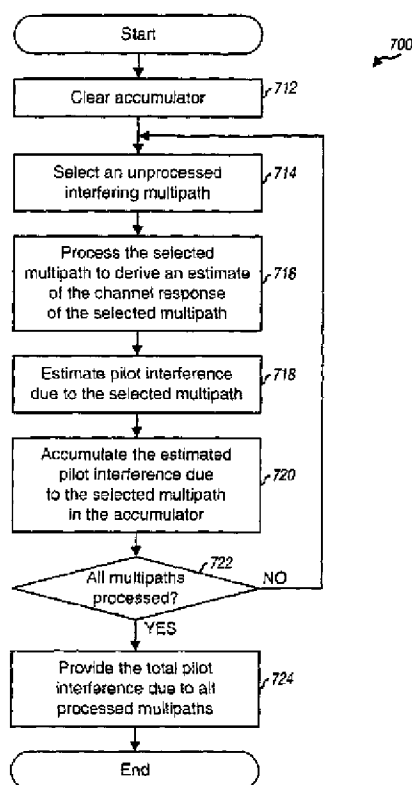 Start
700
Clear accumulator
712
Select an unprocessed
interfering multipath
714
Process the selected
multipath to derive an estimate
of the channel response
of the selected multipath
716
Estimate pilot interference
due to the selected multipath
718
Accumulate the estimated
pilot interference due
to the selected multipath
in the accumulator
720
722
All multipaths
processed?
NO
YES
Provide the total pilot
interference due to all
processed multipaths
724
End